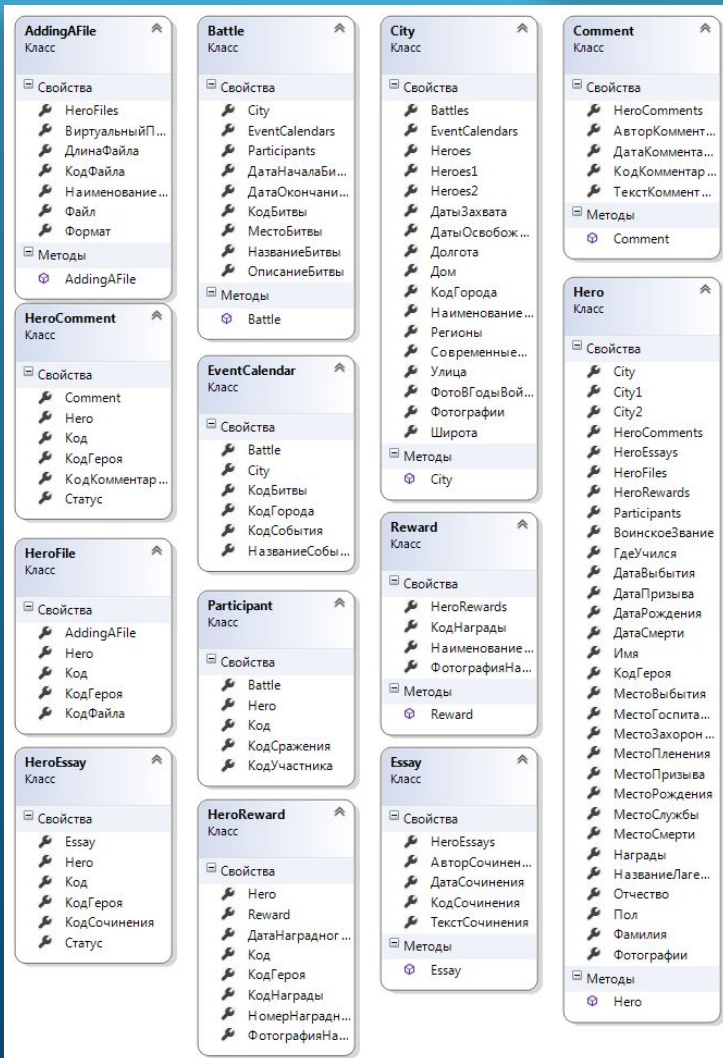 AddingAFile
Класс
Свойства
HeroFiles
ВиртуальныйП...
ДлинаФайла
КодФайла
Наименование...
Файл
Формат
Методы
AddingAFile
HeroComment
Класс
Свойства
Comment
Hero
Код
КодГероя
КодКомментар...
Статус
HeroFile
Класс
Свойства
AddingAFile
Hero
Код
КодГероя
КодФайла
HeroEssay
Класс
Свойства
Essay
Hero
Код
КодГероя
КодСочинения
Статус
Battle
Класс
Свойства
City
EventCalendars
Participants
ДатаНачалаБи...
ДатаОкончани...
КодБитвы
МестоБитвы
НазваниеБитвы
ОписаниеБитвы
Методы
Battle
EventCalendar
Класс
Свойства
Battle
City
КодБитвы
КодГорода
КодСобытия
НазваниеСобы...
Participant
Класс
Свойства
Battle
Hero
Код
КодСражения
КодУчастника
HeroReward
Класс
Свойства
Hero
Reward
ДатаНаградног...
Код
КодГероя
КодНаграды
НомерНаградн...
ФотографияНа...
City
Класс
Свойства
Battles
EventCalendars
Heroes
Heroes1
Heroes2
ДатыЗахвата
ДатыОсвобож...
Долгота
Дом
КодГорода
Наименование...
Регионы
Современные...
Улица
ФотоВГодыВой...
Фотографии
Широта
Методы
City
Reward
Класс
Свойства
HeroRewards
КодНаграды
Наименование...
ФотографияНа...
Методы
Reward
Essay
Класс
Свойства
HeroEssays
АвторСочинен...
ДатаСочинения
КодСочинения
ТекстСочинения
Методы
Essay
Comment
Класс
Свойства
HeroComments
АвторКоммент...
ДатаКоммента...
КодКомментар...
ТекстКоммент...
Методы
Comment
Hero
Класс
Свойства
City
City1
City2
HeroComments
HeroEssays
HeroFiles
HeroRewards
Participants
ВоинскоеЗвание
ГдеУчился
ДатаВыбытия
ДатаПризыва
ДатаРождения
ДатаСмерти
Имя
КодГероя
МестоВыбытия
МестоГоспита...
МестоЗахорон...
МестоПленения
МестоПризыва
МестоРождения
МестоСлужбы
МестоСмерти
Награды
НазваниеЛаге...
Отчество
Пол
Фамилия
Фотографии
Методы
Hero